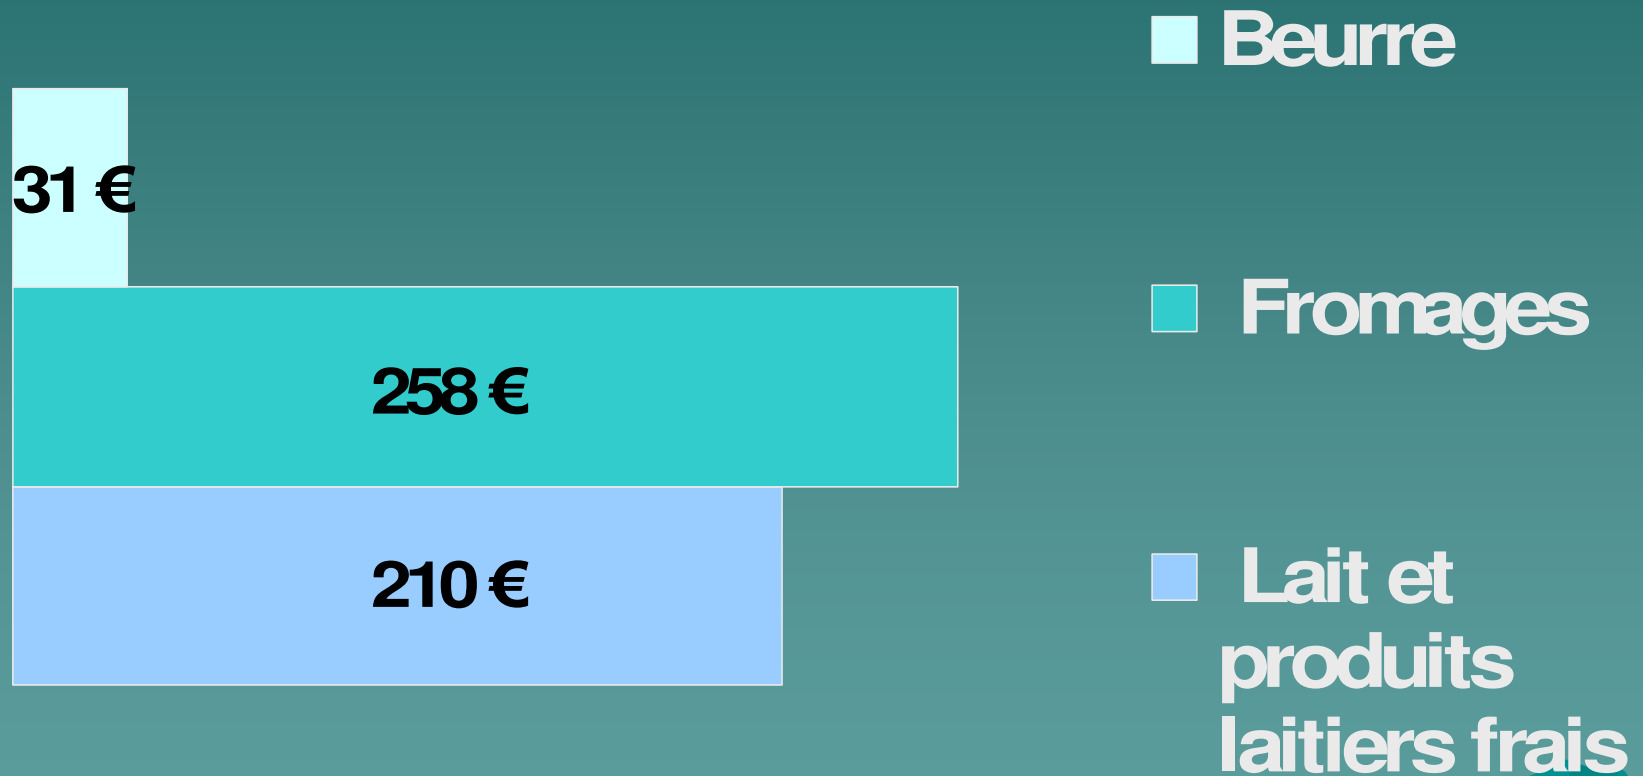 Beurre
31 €
Fromages
258 €
210 €
Lait et
produits
laitiers frais